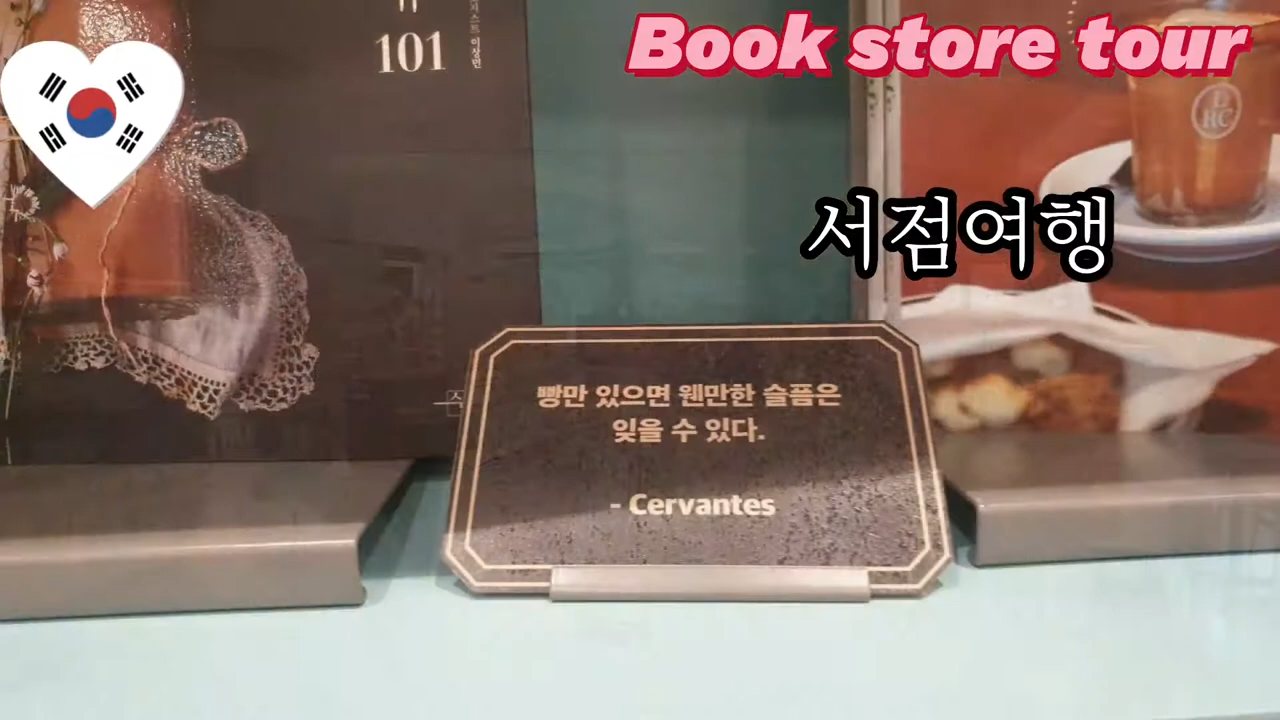 101
Book store tour
서점여행
빵만 있으면 웬만한 슬픔은
잊을 수 있다.
- Cervantes